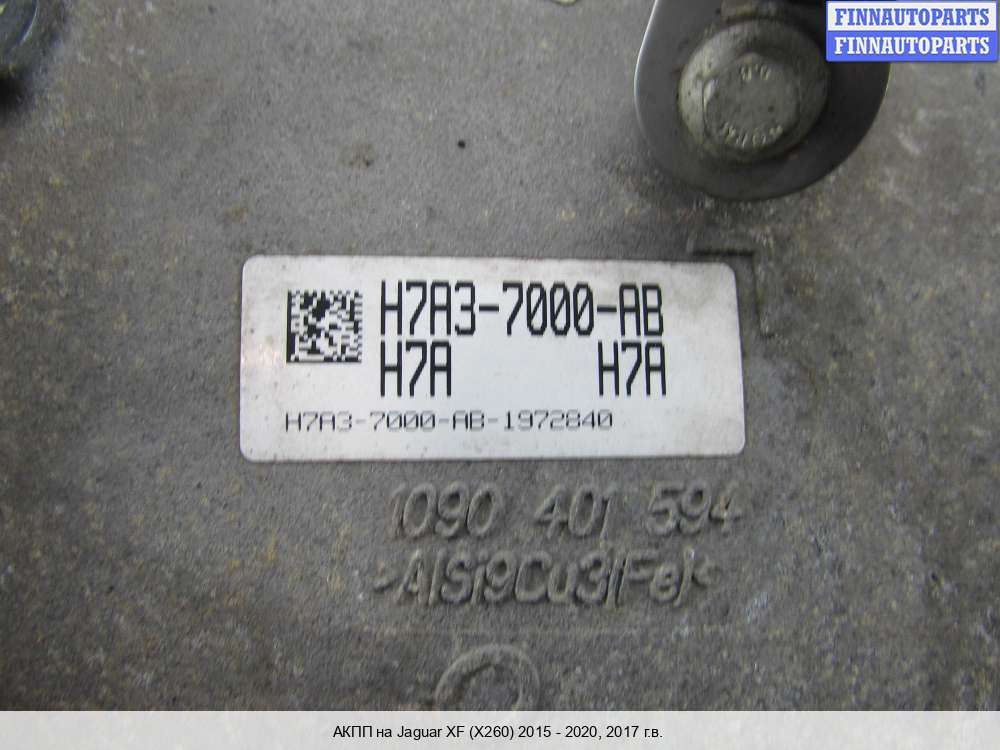 FINNAUTOPARTS
FINNAUTOPARTS
H7A3-7000-AB
H7A H7A
H7A3-7000-AB-1972840
1090 401 594
>AlSi9Cu3(Fe)<
АКПП на Jaguar XF (X260) 2015 - 2020, 2017 г.в.